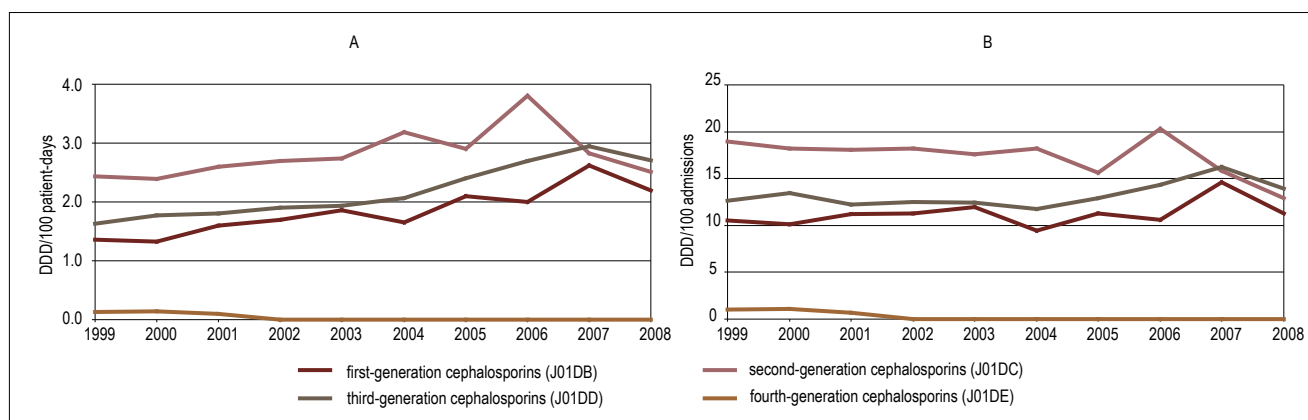 A
B
DDD/100 patient-days
4.0
3.0
2.0
1.0
0.0
1999 2000 2001 2002 2003 2004 2005 2006 2007 2008
DDD/100 admissions
25
20
15
10
5
0
1999 2000 2001 2002 2003 2004 2005 2006 2007 2008
first-generation cephalosporins (J01DB)
second-generation cephalosporins (J01DC)
third-generation cephalosporins (J01DD)
fourth-generation cephalosporins (J01DE)